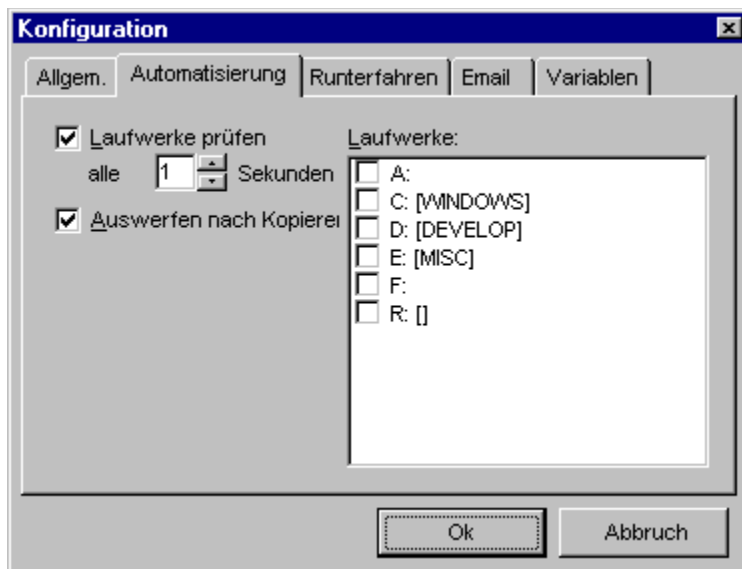 Konfiguration
Allgem. Automatisierung Runterfahren Email Variablen
Laufwerke prüfen
alle 1 Sekunden
Auswerfen nach Kopierer
Laufwerke:
A:
C: [WINDOWS]
D: [DEVELOP]
E: [MISC]
F:
R: []
Ok Abbruch